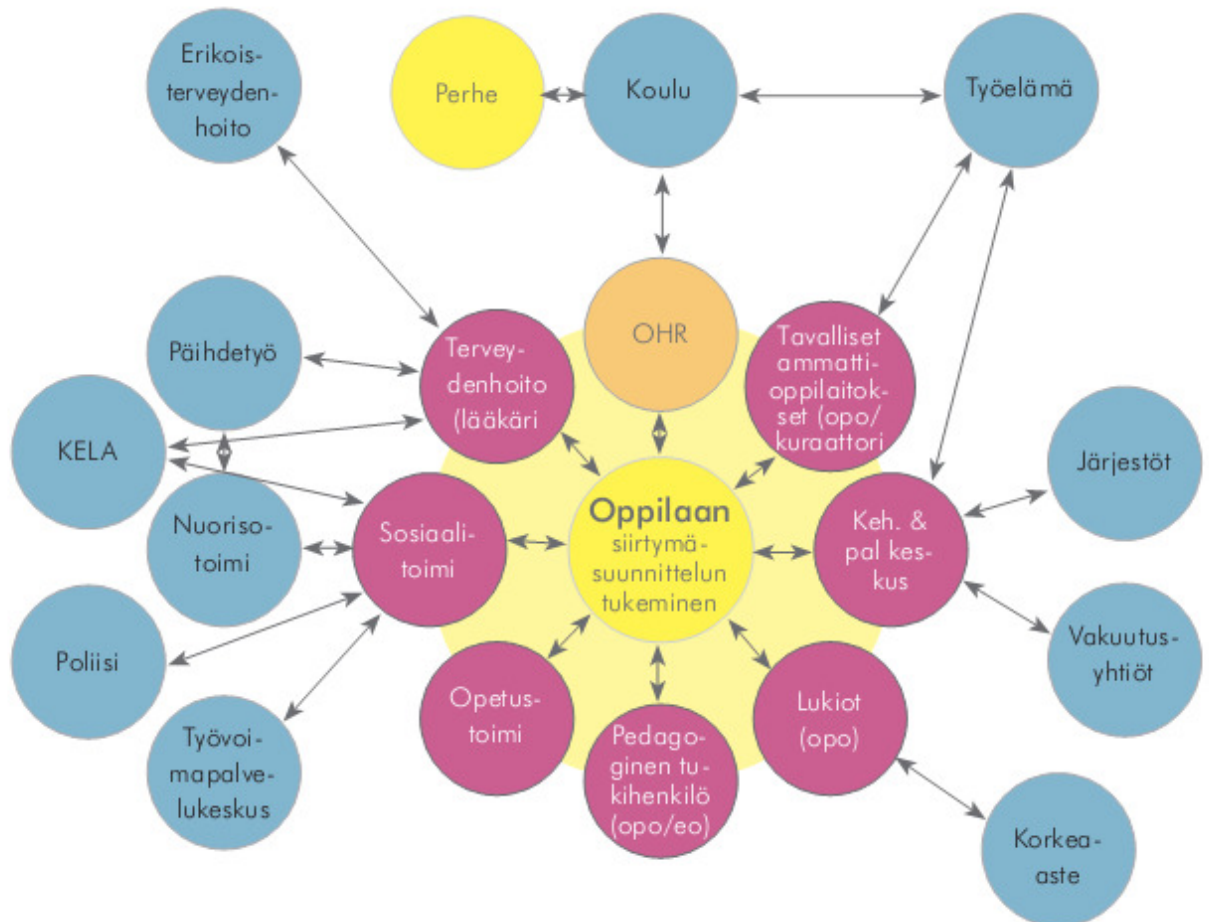 Erikois-
terveyden-
hoito
Perhe
Koulu
Työelämä
Päihdetyö
Tervey-
denhoito
(lääkäri
OHR
Tavalliset
ammatti-
oppilaitok-
set (opo/
kuraattori
KELA
Järjestöt
Nuoriso-
toimi
Sosiaali-
toimi
Oppilaan
siirtymä-
suunnittelun
tukeminen
Keh. &
pal kes-
kus
Poliisi
Vakuutus-
yhtiöt
Työvoi-
mapalve-
lukeskus
Opetus-
toimi
Pedago-
ginen tu-
kihenkilö
(opo/eo)
Lukiot
(opo)
Korkea-
aste